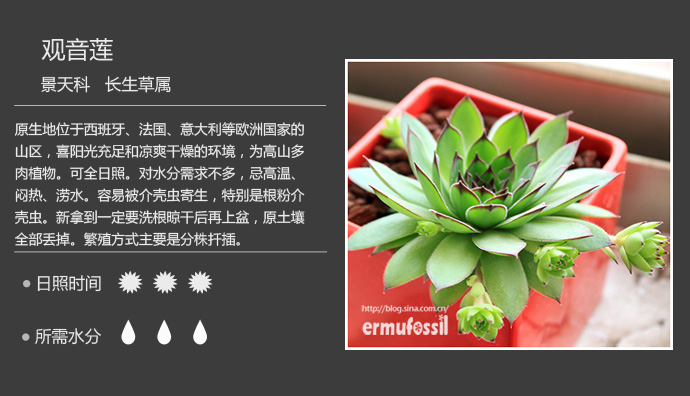 观音莲
景天科 长生草属
原生地位于西班牙、法国、意大利等欧洲国家的
山区，喜阳光充足和凉爽干燥的环境，为高山多
肉植物。可全日照。对水分需求不多，忌高温、
闷热、涝水。容易被介壳虫寄生，特别是根粉介
壳虫。新拿到一定要洗根晾干后再上盆，原土壤
全部丢掉。繁殖方式主要是分株扦插。
日照时间
所需水分
http://blog.sina.com.cn/
ermufossil